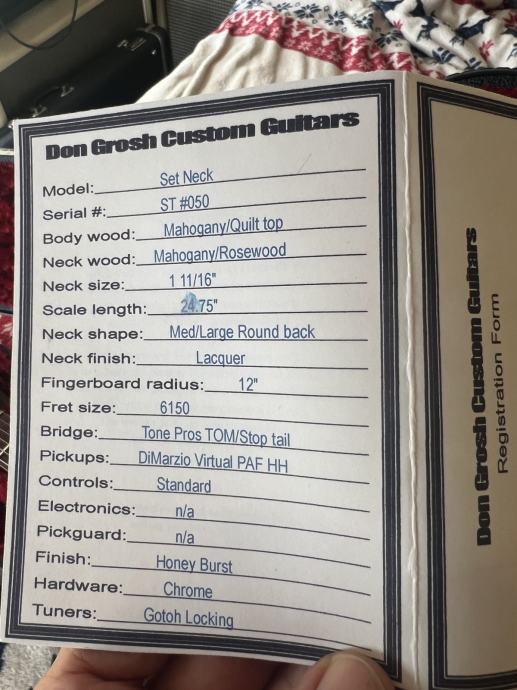 Don Grosh Custom Guitars
Model: Set Neck
Serial #: ST #050
Body wood: Mahogany/Quilt top
Neck wood: Mahogany/Rosewood
Neck size: 1 11/16"
Scale length: 24.75"
Neck shape: Med/Large Round back
Neck finish: Lacquer
Fingerboard radius: 12"
Fret size: 6150
Bridge: Tone Pros TOM/Stop tail
Pickups: DiMarzio Virtual PAF HH
Controls: Standard
Electronics: n/a
Pickguard: n/a
Finish: Honey Burst
Hardware: Chrome
Tuners: Gotoh Locking
Don Grosh Custom Guitars
Registration Form